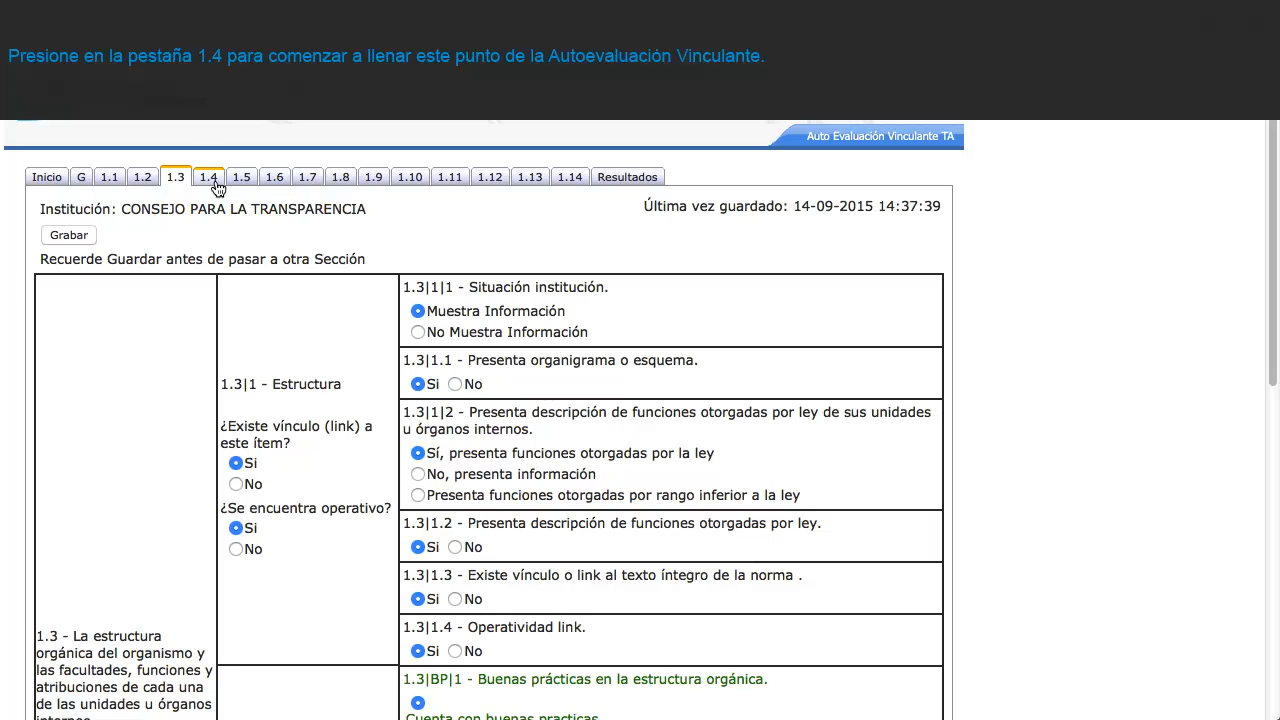 Presione en la pestaña 1.4 para comenzar a llenar este punto de la Autoevaluación Vinculante.
Auto Evaluación Vinculante TA
Inicio G 1.1 1.2 1.3 1.4 1.5 1.6 1.7 1.8 1.9 1.10 1.11 1.12 1.13 1.14 Resultados
Institución: CONSEJO PARA LA TRANSPARENCIA
Última vez guardado: 14-09-2015 14:37:39
Grabar
Recuerde Guardar antes de pasar a otra Sección
1.3 - La estructura
orgánica del organismo y
las facultades, funciones y
atribuciones de cada una
de las unidades u órganos
internos
1.3|1 - Estructura
¿Existe vínculo (link) a
este ítem?
Si
No
¿Se encuentra operativo?
Si
No
1.3|1|1 - Situación institución.
Muestra Información
No Muestra Información
1.3|1.1 - Presenta organigrama o esquema.
Si No
1.3|1|2 - Presenta descripción de funciones otorgadas por ley de sus unidades
u órganos internos.
Sí, presenta funciones otorgadas por la ley
No, presenta información
Presenta funciones otorgadas por rango inferior a la ley
1.3|1.2 - Presenta descripción de funciones otorgadas por ley.
Si No
1.3|1.3 - Existe vínculo o link al texto íntegro de la norma .
Si No
1.3|1.4 - Operatividad link.
Si No
1.3|BP|1 - Buenas prácticas en la estructura orgánica.
Cuenta con buenas practicas